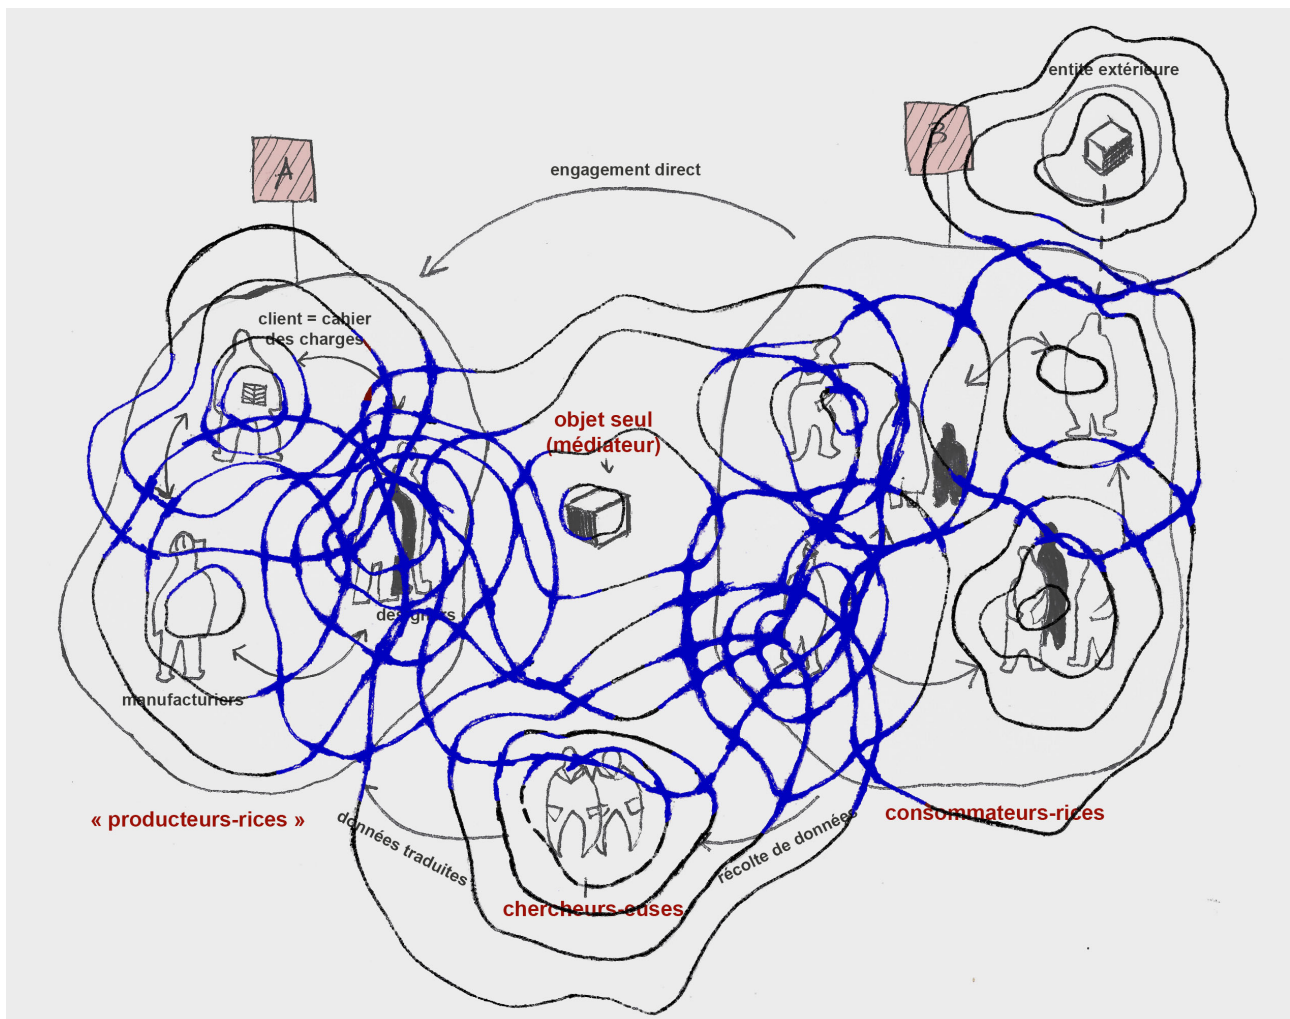 entité extérieure
B
A
engagement direct
client = cahier
des charges
objet seul
(médiateur)
designers
manufacturiers
« producteurs-rices »
consommateurs-rices
données traduites
récolte de données
chercheurs-euses